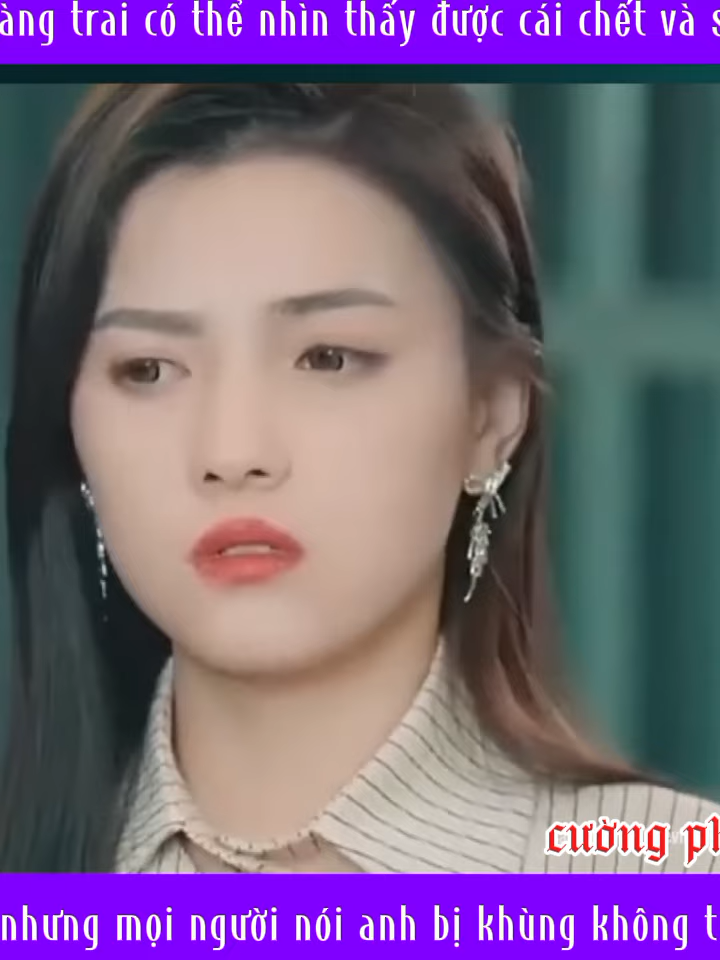 àng trai có thể nhìn thấy được cái chết và s
cường ph
nhưng mọi người nói anh bị khùng không t